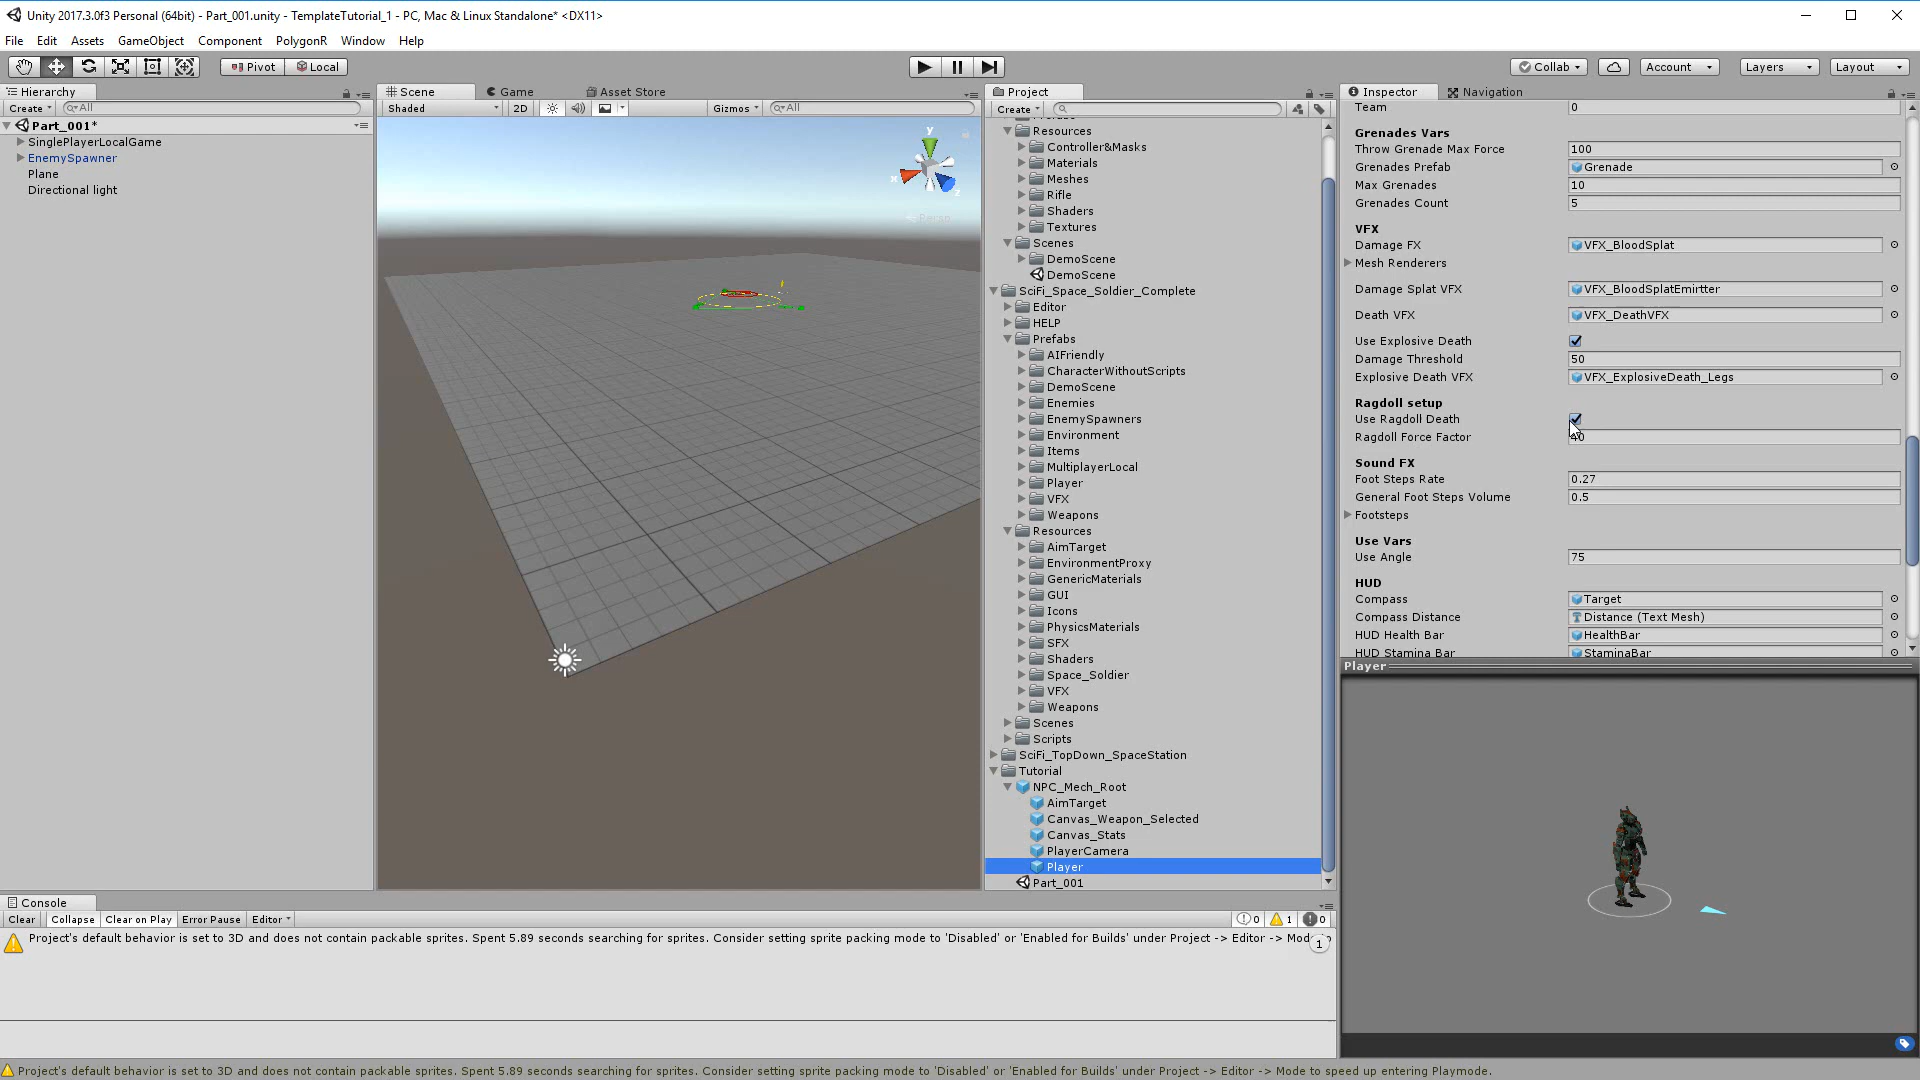 Unity 2017.3.0f3 Personal (64bit) - Part_001.unity - TemplateTutorial_1 - PC, Mac & Linux Standalone* <DX11>
File Edit Assets GameObject Component PolygonR Window Help
Pivot Local Collab Account Layers Layout
Hierarchy
Create All
Part_001*
SinglePlayerLocalGame
EnemySpawner
Plane
Directional light
Scene Game Asset Store
Shaded 2D Gizmos All
y
x
z
Persp
Project
Create
Resources
Controller&Masks
Materials
Meshes
Rifle
Shaders
Textures
Scenes
DemoScene
DemoScene
SciFi_Space_Soldier_Complete
Editor
HELP
Prefabs
AIFriendly
CharacterWithoutScripts
DemoScene
Enemies
EnemySpawners
Environment
Items
MultiplayerLocal
Player
VFX
Weapons
Resources
AimTarget
EnvironmentProxy
GenericMaterials
GUI
Icons
PhysicsMaterials
SFX
Shaders
Space_Soldier
VFX
Weapons
Scenes
Scripts
SciFi_TopDown_SpaceStation
Tutorial
NPC_Mech_Root
AimTarget
Canvas_Weapon_Selected
Canvas_Stats
PlayerCamera
Player
Part_001
Inspector Navigation
Team 0
Grenades Vars
Throw Grenade Max Force 100
Grenades Prefab Grenade
Max Grenades 10
Grenades Count 5
VFX
Damage FX VFX_BloodSplat
Mesh Renderers
Damage Splat VFX VFX_BloodSplatEmirtter
Death VFX VFX_DeathVFX
Use Explosive Death
Damage Threshold 50
Explosive Death VFX VFX_ExplosiveDeath_Legs
Ragdoll setup
Use Ragdoll Death
Ragdoll Force Factor 40
Sound FX
Foot Steps Rate 0.27
General Foot Steps Volume 0.5
Footsteps
Use Vars
Use Angle 75
HUD
Compass Target
Compass Distance Distance (Text Mesh)
HUD Health Bar HealthBar
HUD Stamina Bar StaminaBar
Player
Console
Clear Collapse Clear on Play Error Pause Editor 0 1 0
Project's default behavior is set to 3D and does not contain packable sprites. Spent 5.89 seconds searching for sprites. Consider setting sprite packing mode to 'Disabled' or 'Enabled for Builds' under Project -> Editor -> Mode to
1
Project's default behavior is set to 3D and does not contain packable sprites. Spent 5.89 seconds searching for sprites. Consider setting sprite packing mode to 'Disabled' or 'Enabled for Builds' under Project -> Editor -> Mode to speed up entering Playmode.